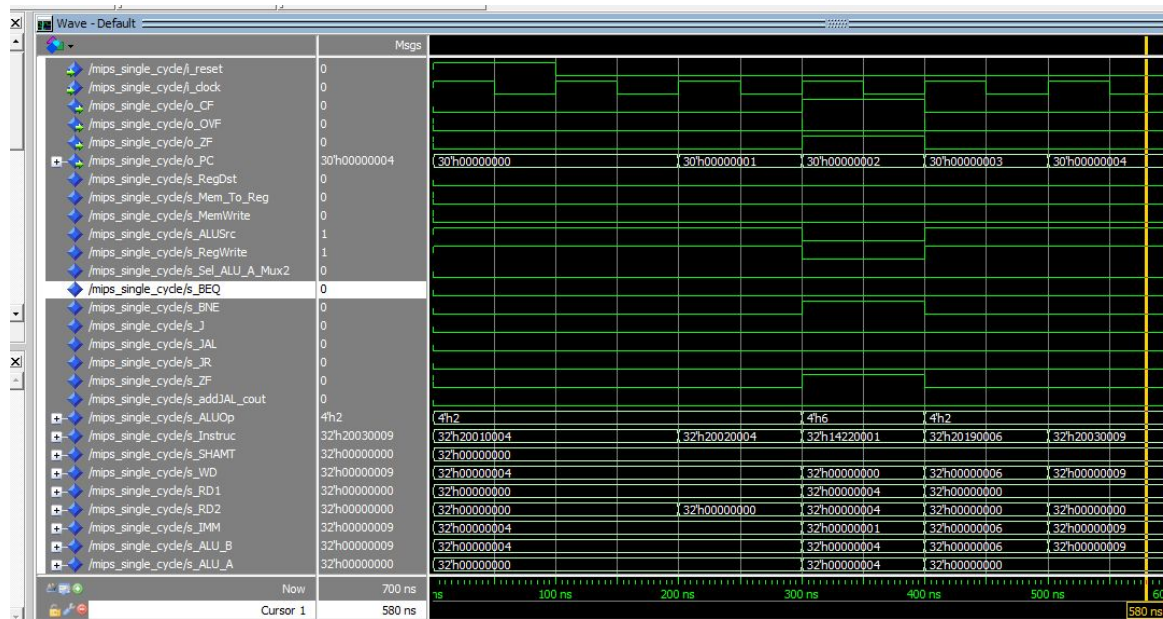 Wave - Default
Msgs
/mips_single_cycle/i_reset 0
/mips_single_cycle/i_clock 0
/mips_single_cycle/o_CF 0
/mips_single_cycle/o_OVF 0
/mips_single_cycle/o_ZF 0
/mips_single_cycle/o_PC 30'h00000004 30'h00000000 30'h00000001 30'h00000002 30'h00000003 30'h00000004
/mips_single_cycle/s_RegDst 0
/mips_single_cycle/s_Mem_To_Reg 0
/mips_single_cycle/s_MemWrite 0
/mips_single_cycle/s_ALUSrc 1
/mips_single_cycle/s_RegWrite 1
/mips_single_cycle/s_Sel_ALU_A_Mux2 0
/mips_single_cycle/s_BEQ 0
/mips_single_cycle/s_BNE 0
/mips_single_cycle/s_J 0
/mips_single_cycle/s_JAL 0
/mips_single_cycle/s_JR 0
/mips_single_cycle/s_ZF 0
/mips_single_cycle/s_addJAL_cout 0
/mips_single_cycle/s_ALUOp 4'h2 4'h2 4'h6 4'h2
/mips_single_cycle/s_Instruc 32'h20030009 32'h20010004 32'h20020004 32'h14220001 32'h20190006 32'h20030009
/mips_single_cycle/s_SHAMT 32'h00000000 32'h00000000
/mips_single_cycle/s_WD 32'h00000009 32'h00000004 32'h00000000 32'h00000006 32'h00000009
/mips_single_cycle/s_RD1 32'h00000000 32'h00000000 32'h00000004 32'h00000000
/mips_single_cycle/s_RD2 32'h00000000 32'h00000000 32'h00000000 32'h00000004 32'h00000000 32'h00000000
/mips_single_cycle/s_IMM 32'h00000009 32'h00000004 32'h00000001 32'h00000006 32'h00000009
/mips_single_cycle/s_ALU_B 32'h00000009 32'h00000004 32'h00000004 32'h00000006 32'h00000009
/mips_single_cycle/s_ALU_A 32'h00000000 32'h00000000 32'h00000004 32'h00000000
Now 700 ns ns 100 ns 200 ns 300 ns 400 ns 500 ns 60
Cursor 1 580 ns 580 ns